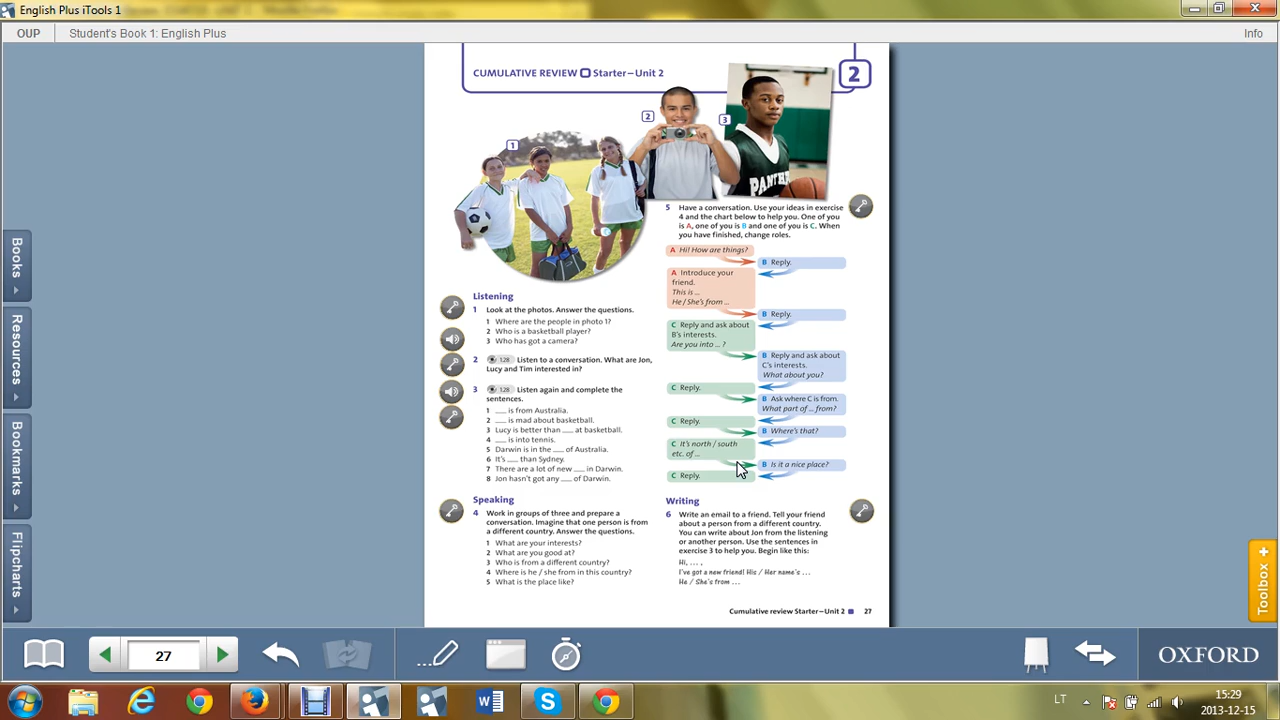 English Plus iTools 1
OUP
Student's Book 1: English Plus
Info
CUMULATIVE REVIEW Starter–Unit 2
2
1
2
3
PANTHE
Listening
1 Look at the photos. Answer the questions.
1 Where are the people in photo 1?
2 Who is a basketball player?
3 Who has got a camera?
2 128 Listen to a conversation. What are Jon,
Lucy and Tim interested in?
3 128 Listen again and complete the
sentences.
1 ___ is from Australia.
2 ___ is mad about basketball.
3 Lucy is better than ___ at basketball.
4 ___ is into tennis.
5 Darwin is in the ___ of Australia.
6 It's ___ than Sydney.
7 There are a lot of new ___ in Darwin.
8 Jon hasn't got any ___ of Darwin.
Speaking
4 Work in groups of three and prepare a
conversation. Imagine that one person is from
a different country. Answer the questions.
1 What are your interests?
2 What are you good at?
3 Who is from a different country?
4 Where is he / she from in this country?
5 What is the place like?
5 Have a conversation. Use your ideas in exercise
4 and the chart below to help you. One of you
is A, one of you is B and one of you is C. When
you have finished, change roles.
A Hi! How are things?
B Reply.
A Introduce your
friend.
This is ...
He / She's from ...
B Reply.
C Reply and ask about
B's interests.
Are you into ... ?
B Reply and ask about
C's interests.
What about you?
C Reply.
B Ask where C is from.
What part of ... from?
C Reply.
B Where's that?
C It's north / south
etc. of ...
B Is it a nice place?
C Reply.
Writing
6 Write an email to a friend. Tell your friend
about a person from a different country.
You can write about Jon from the listening
or another person. Use the sentences in
exercise 3 to help you. Begin like this:
Hi, ... ,
I've got a new friend! His / Her name's ...
He / She's from ...
Cumulative review Starter–Unit 2 27
Books
Resources
Bookmarks
Flipcharts
Toolbox +
27
OXFORD
LT
15:29
2013-12-15